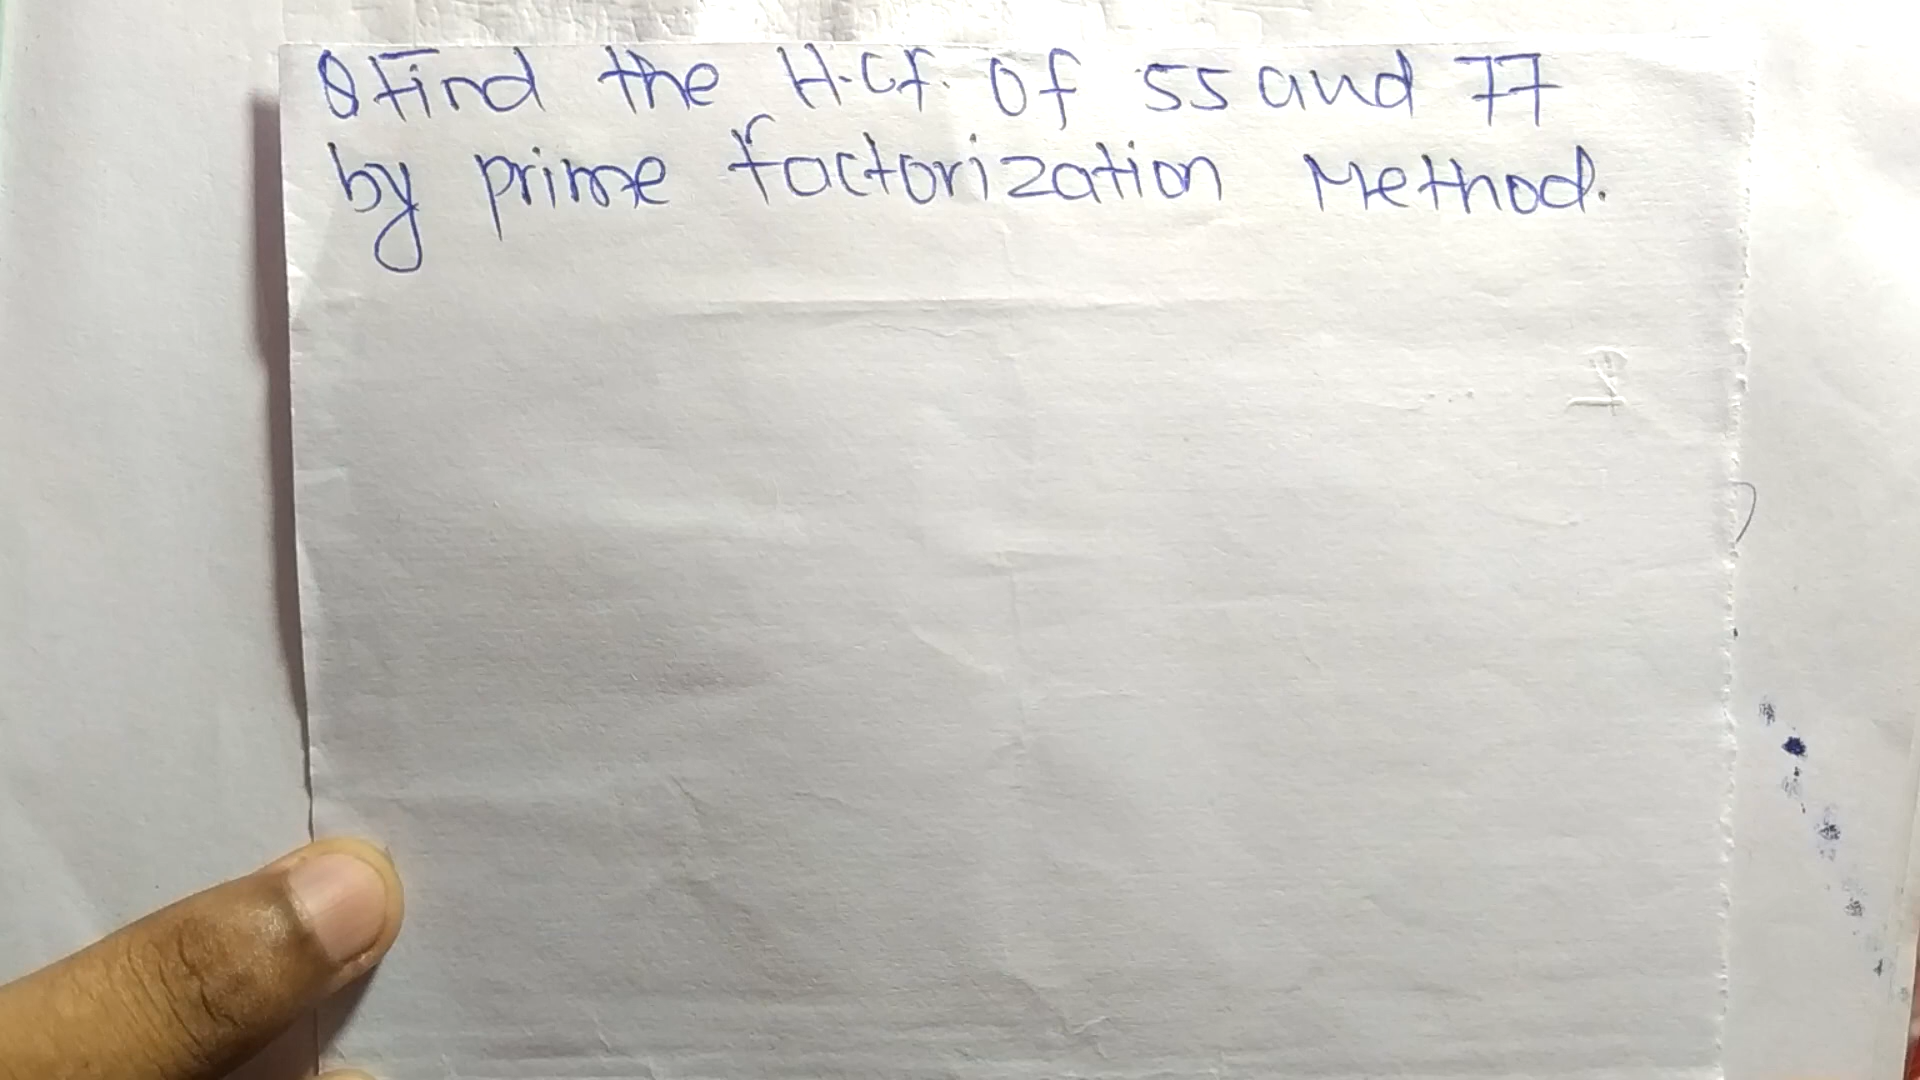 Q Find the H.C.F. Of 55 and 77
by prime factorization Method.